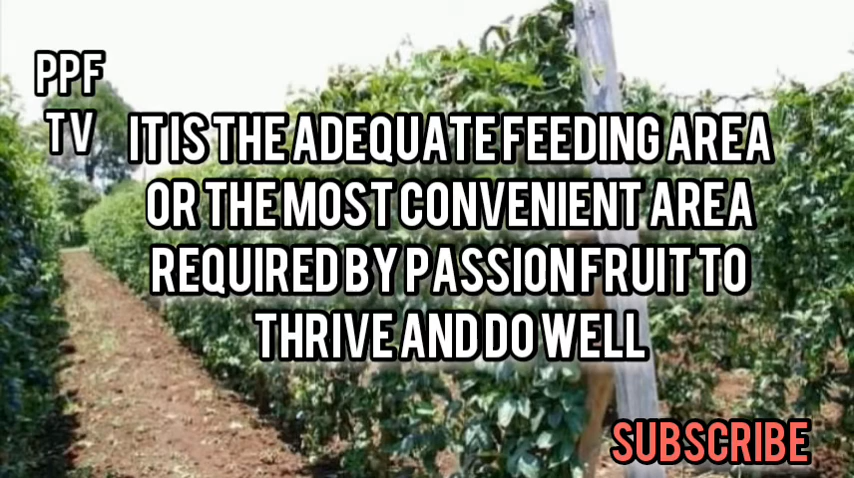 PPF
TV
IT IS THE ADEQUATE FEEDING AREA
OR THE MOST CONVENIENT AREA
REQUIRED BY PASSION FRUIT TO
THRIVE AND DO WELL
SUBSCRIBE